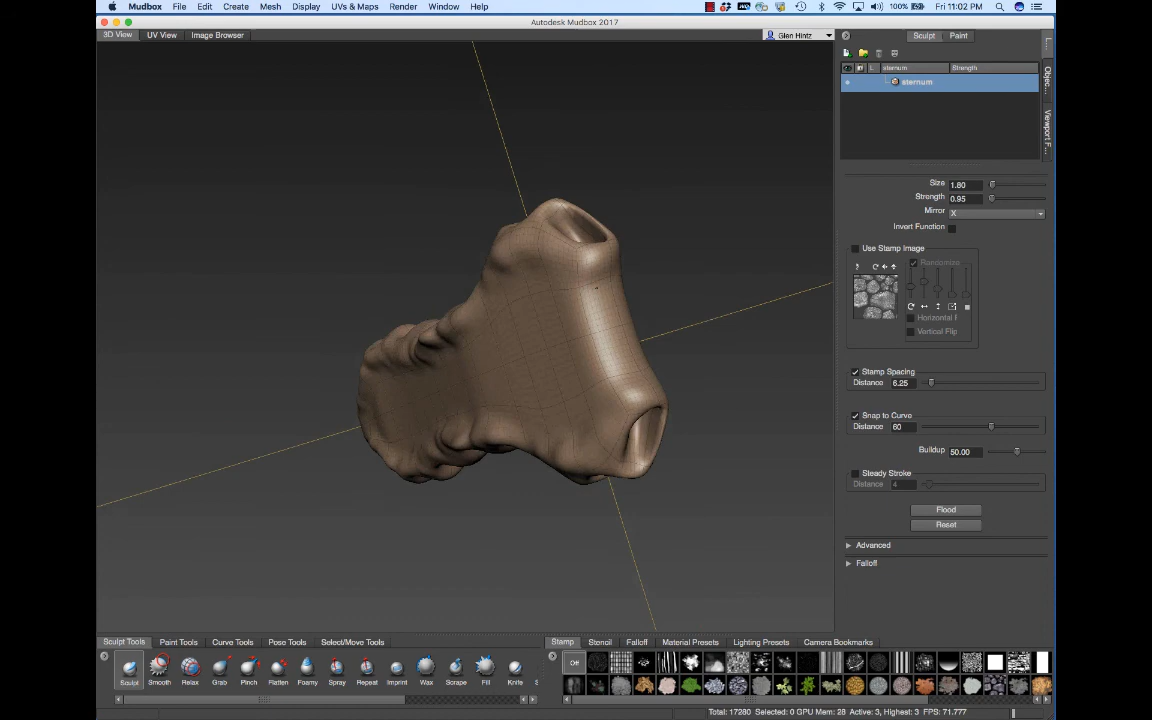 Mudbox File Edit Create Mesh Display UVs & Maps Render Window Help 100% Fri 11:02 PM
Autodesk Mudbox 2017
3D View UV View Image Browser Glen Hintz Sculpt Paint
L... sternum Strength
sternum
Objec...
Viewport F...
Size 1.80
Strength 0.95
Mirror X
Invert Function
Use Stamp Image
Randomize
Horizontal F
Vertical Flip
Stamp Spacing
Distance 6.25
Snap to Curve
Distance 60
Buildup 50.00
Steady Stroke
Distance 4
Flood
Reset
Advanced
Falloff
Sculpt Tools Paint Tools Curve Tools Pose Tools Select/Move Tools Stamp Stencil Falloff Material Presets Lighting Presets Camera Bookmarks
Off
Sculpt Smooth Relax Grab Pinch Flatten Foamy Spray Repeat Imprint Wax Scrape Fill Knife S
Total: 17280 Selected: 0 GPU Mem: 28 Active: 3, Highest: 3 FPS: 71.777